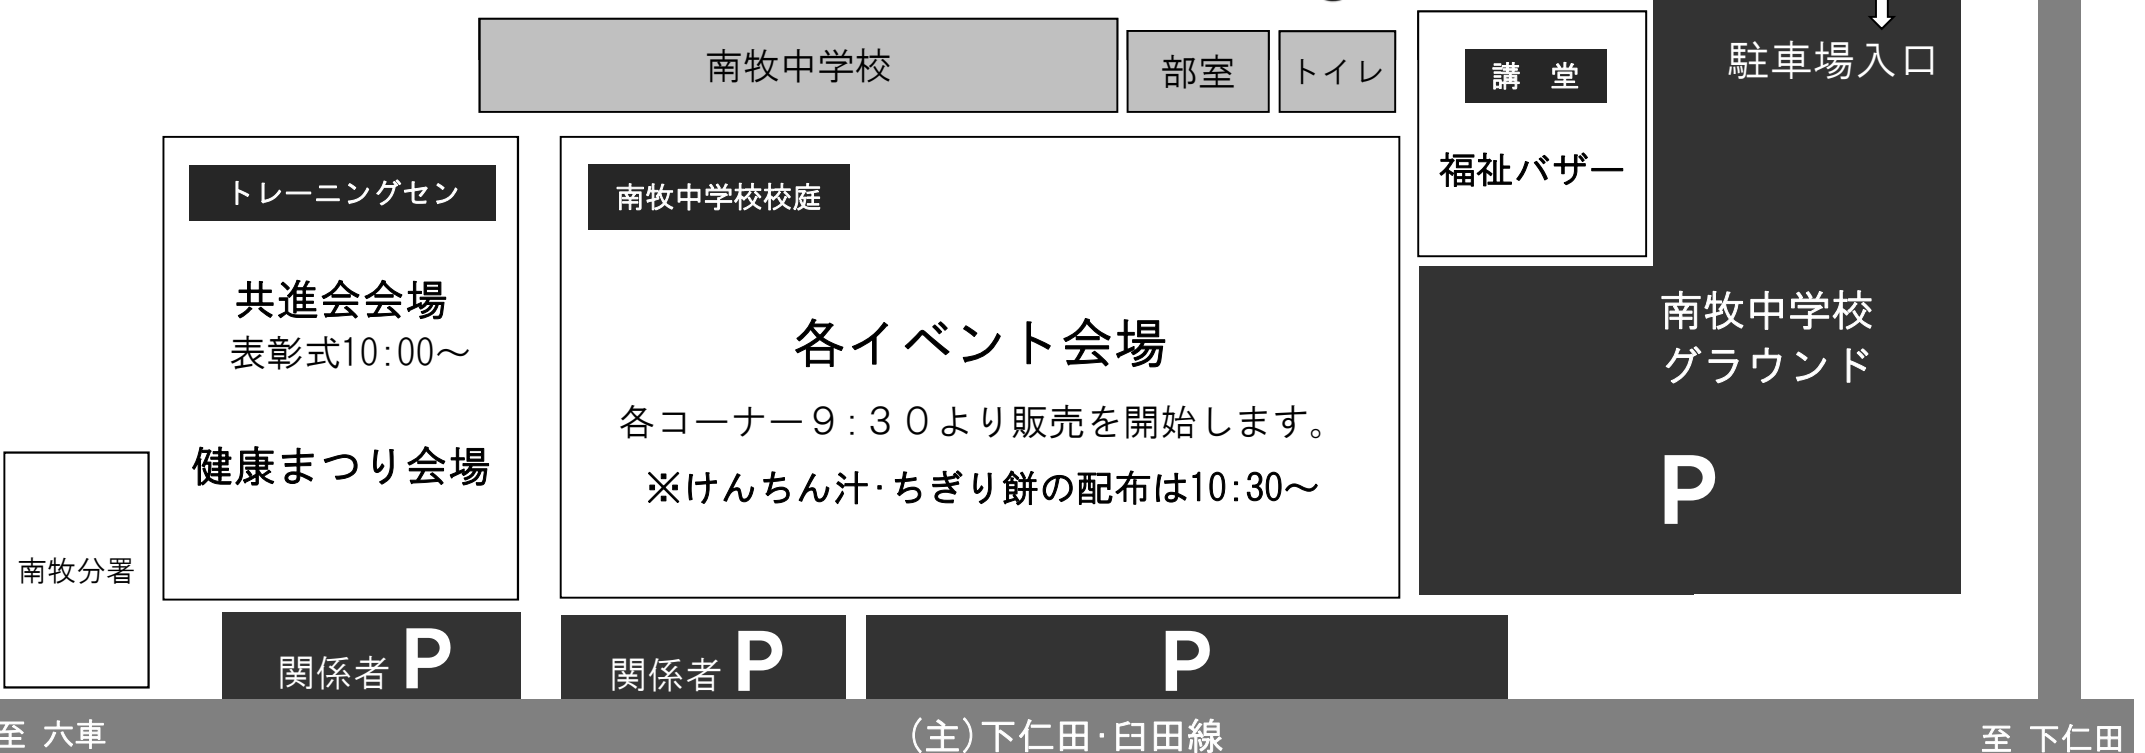 南牧中学校
部室
トイレ
講　堂
福祉バザー
駐車場入口
トレーニングセン
共進会会場
表彰式10:00～
健康まつり会場
南牧中学校校庭
各イベント会場
各コーナー９:３０より販売を開始します。
※けんちん汁・ちぎり餅の配布は10:30～
南牧中学校
グラウンド
P
南牧分署
関係者 P
関係者 P
P
至 六車
(主)下仁田・臼田線
至 下仁田